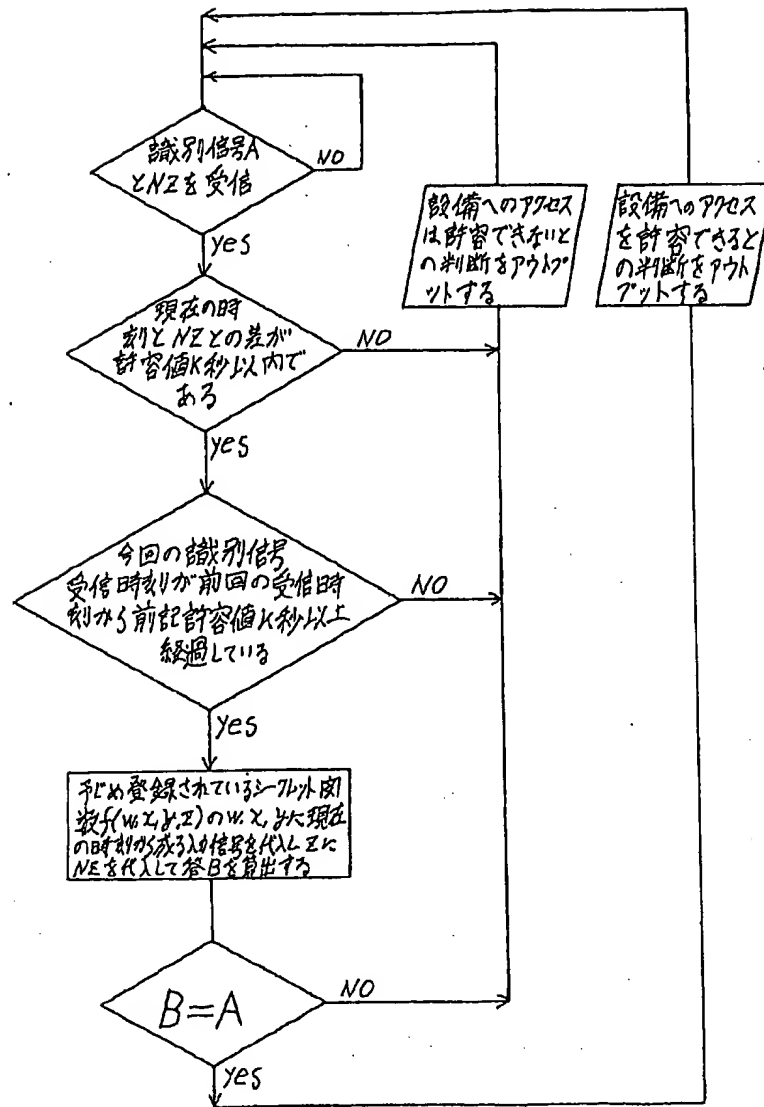 識別信号A
とNZを受信
NO
yes
設備へのアクセス
は許容できないと
の判断をアウトプ
ットする
設備へのアクセス
を許容できると
の判断をアウト
プットする
現在の時
刻とNZとの差が
許容値K秒以内で
ある
NO
yes
今回の識別信号
受信時刻が前回の受信時
刻から前記許容値K秒以上
経過している
NO
yes
予じめ登録されているシークレット関
数f(w,x,y,z)のw,x,yに現在
の時刻から成る入力信号を代入しzに
NEを代入して答Bを算出する
B=A
NO
yes